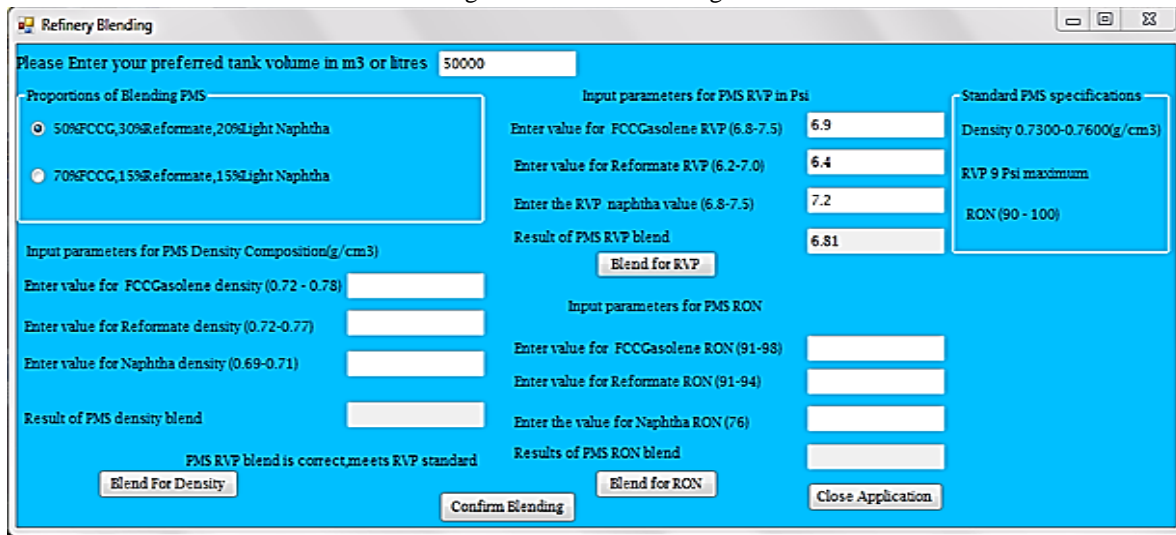 Refinery Blending
Please Enter your preferred tank volume in m3 or litres 50000
Proportions of Blending PMS
50%FCCG,30%Reformate,20%Light Naphtha
70%FCCG,15%Reformate,15%Light Naphtha
Input parameters for PMS RVP in Psi
Enter value for FCCGasolene RVP (6.8-7.5) 6.9
Enter value for Reformate RVP (6.2-7.0) 6.4
Enter the RVP naphtha value (6.8-7.5) 7.2
Result of PMS RVP blend 6.81
Blend for RVP
Standard PMS specifications
Density 0.7300-0.7600(g/cm3)
RVP 9 Psi maximum
RON (90 - 100)
Input parameters for PMS Density Composition(g/cm3)
Enter value for FCCGasolene density (0.72 - 0.78)
Enter value for Reformate density (0.72-0.77)
Enter value for Naphtha density (0.69-0.71)
Result of PMS density blend
PMS RVP blend is correct,meets RVP standard
Blend For Density
Input parameters for PMS RON
Enter value for FCCGasolene RON (91-98)
Enter value for Reformate RON (91-94)
Enter the value for Naphtha RON (76)
Results of PMS RON blend
Blend for RON
Confirm Blending
Close Application